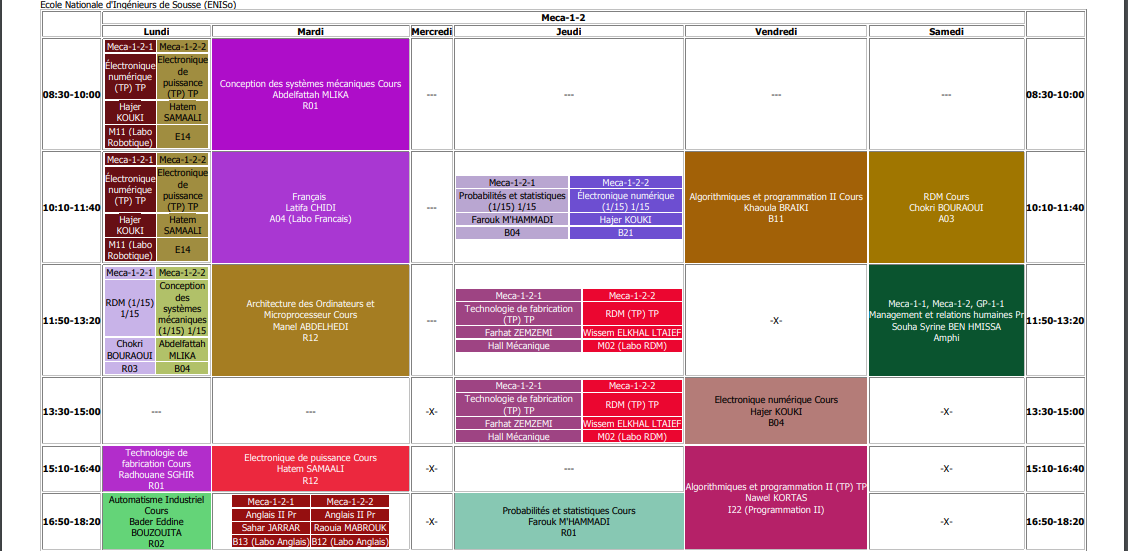 Ecole Nationale d'Ingénieurs de Sousse (ENISo)
Meca-1-2
Lundi Mardi Mercredi Jeudi Vendredi Samedi
08:30-10:00
Meca-1-2-1
Électronique
numérique
(TP) TP
Hajer
KOUKI
M11 (Labo
Robotique)
Meca-1-2-2
Electronique
de
puissance
(TP) TP
Hatem
SAMAALI
E14
Conception des systèmes mécaniques Cours
Abdelfattah MLIKA
R01
---
---
---
---
08:30-10:00
10:10-11:40
Meca-1-2-1
Électronique
numérique
(TP) TP
Hajer
KOUKI
M11 (Labo
Robotique)
Meca-1-2-2
Electronique
de
puissance
(TP) TP
Hatem
SAMAALI
E14
Français
Latifa CHIDI
A04 (Labo Francais)
---
Meca-1-2-1
Probabilités et statistiques
(1/15) 1/15
Farouk M'HAMMADI
B04
Meca-1-2-2
Électronique numérique
(1/15) 1/15
Hajer KOUKI
B21
Algorithmiques et programmation II Cours
Khaoula BRAIKI
B11
RDM Cours
Chokri BOURAOUI
A03
10:10-11:40
11:50-13:20
Meca-1-2-1
RDM (1/15)
1/15
Chokri
BOURAOUI
R03
Meca-1-2-2
Conception
des
systèmes
mécaniques
(1/15) 1/15
Abdelfattah
MLIKA
B04
Architecture des Ordinateurs et
Microprocesseur Cours
Manel ABDELHEDI
R12
---
Meca-1-2-1
Technologie de fabrication
(TP) TP
Farhat ZEMZEMI
Hall Mécanique
Meca-1-2-2
RDM (TP) TP
Wissem ELKHAL LTAIEF
M02 (Labo RDM)
-X-
Meca-1-1, Meca-1-2, GP-1-1
Management et relations humaines Pr
Souha Syrine BEN HMISSA
Amphi
11:50-13:20
13:30-15:00
---
---
-X-
Meca-1-2-1
Technologie de fabrication
(TP) TP
Farhat ZEMZEMI
Hall Mécanique
Meca-1-2-2
RDM (TP) TP
Wissem ELKHAL LTAIEF
M02 (Labo RDM)
Electronique numérique Cours
Hajer KOUKI
B04
-X-
13:30-15:00
15:10-16:40
Technologie de
fabrication Cours
Radhouane SGHIR
R01
Electronique de puissance Cours
Hatem SAMAALI
R12
-X-
---
Algorithmiques et programmation II (TP) TP
Nawel KORTAS
I22 (Programmation II)
-X-
15:10-16:40
16:50-18:20
Automatisme Industriel
Cours
Bader Eddine
BOUZOUITA
R02
Meca-1-2-1
Anglais II Pr
Sahar JARRAR
B13 (Labo Anglais)
Meca-1-2-2
Anglais II Pr
Raouia MABROUK
B12 (Labo Anglais)
-X-
Probabilités et statistiques Cours
Farouk M'HAMMADI
R01
-X-
16:50-18:20